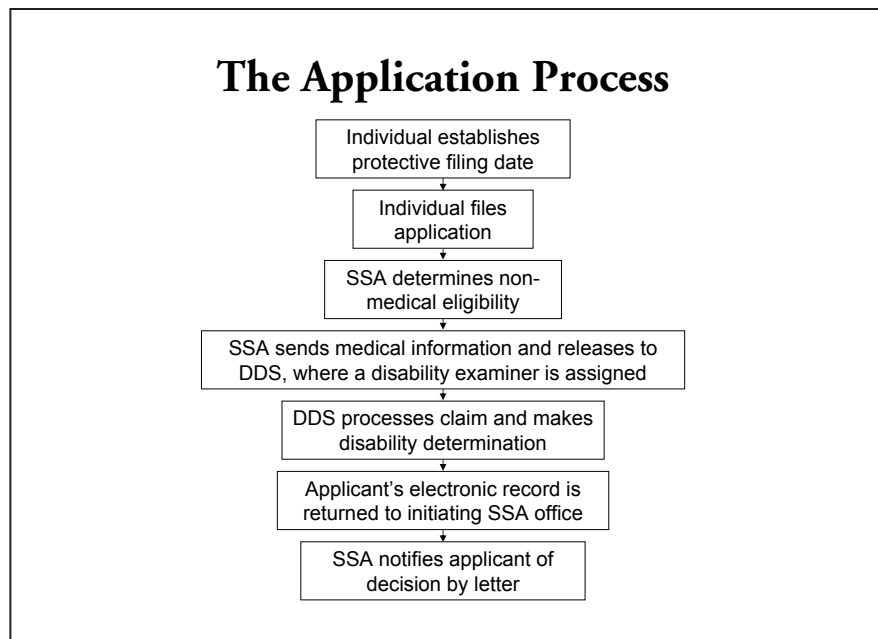 The Application Process
Individual establishes
protective filing date
Individual files
application
SSA determines non-
medical eligibility
SSA sends medical information and releases to
DDS, where a disability examiner is assigned
DDS processes claim and makes
disability determination
Applicant's electronic record is
returned to initiating SSA office
SSA notifies applicant of
decision by letter